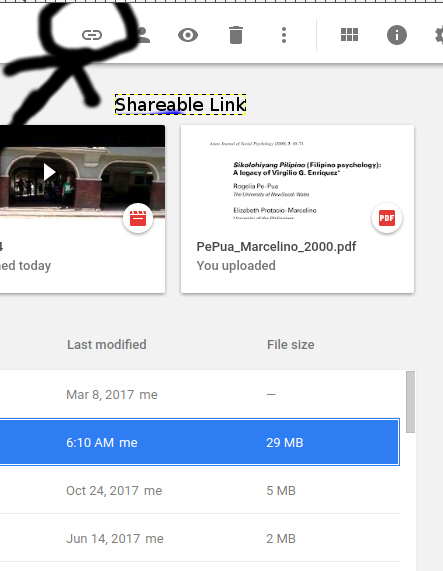 Shareable Link
Asian Journal of Social Psychology (2000) 3: 49-71
Sikolohiyang Pilipino (Filipino psychology):
A legacy of Virgilio G. Enriquez*
Rogelia Pe-Pua
The University of New South Wales
Elizabeth Protacio-Marcelino
University of the Philippines
PDF
4
ned today
PePua_Marcelino_2000.pdf
You uploaded
Last modified File size
Mar 8, 2017 me —
6:10 AM me 29 MB
Oct 24, 2017 me 5 MB
Jun 14, 2017 me 2 MB